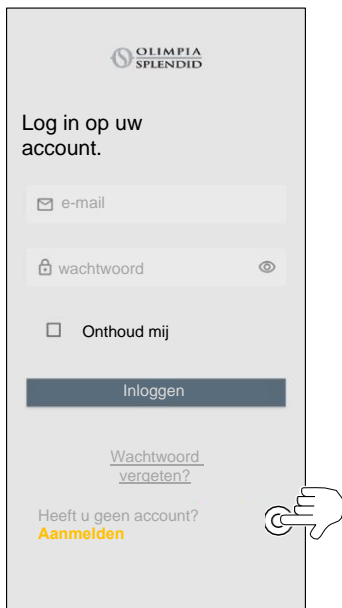 OLIMPIA
SPLENDID
Log in op uw
account.
e-mail
wachtwoord
Onthoud mij
Inloggen
Wachtwoord
vergeten?
Heeft u geen account?
Aanmelden